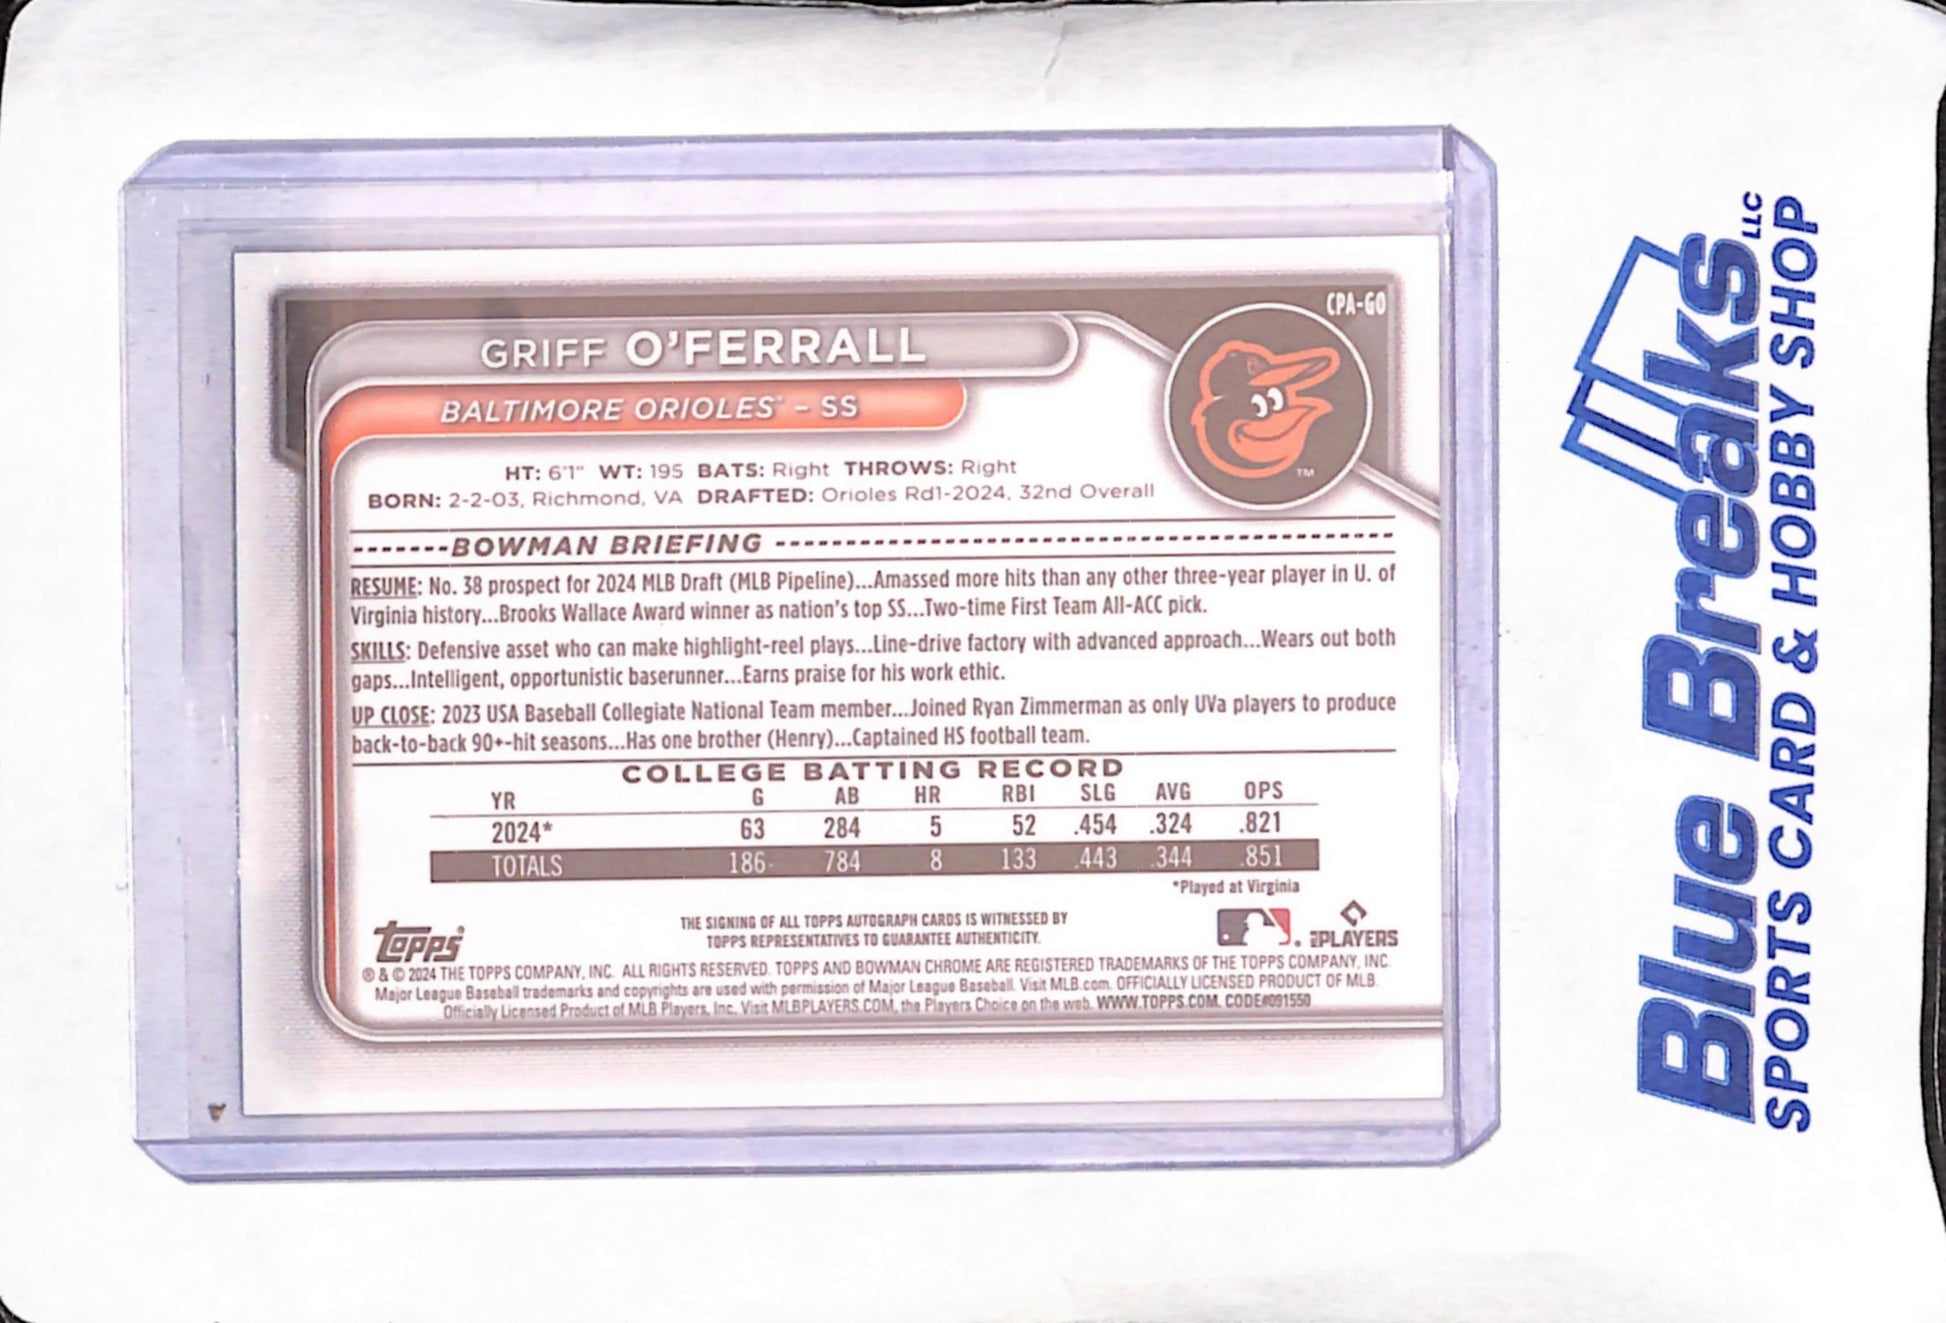 CPA-GO
GRIFF O'FERRALL
BALTIMORE ORIOLES - SS
TM
HT: 6'1" WT: 195 BATS: Right THROWS: Right
BORN: 2-2-03, Richmond, VA DRAFTED: Orioles Rd1-2024, 32nd Overall
BOWMAN BRIEFING
RESUME: No. 38 prospect for 2024 MLB Draft (MLB Pipeline)...Amassed more hits than any other three-year player in U. of
Virginia history...Brooks Wallace Award winner as nation's top SS...Two-time First Team All-ACC pick.
SKILLS: Defensive asset who can make highlight-reel plays...Line-drive factory with advanced approach...Wears out both
gaps...Intelligent, opportunistic baserunner...Earns praise for his work ethic.
UP CLOSE: 2023 USA Baseball Collegiate National Team member...Joined Ryan Zimmerman as only UVa players to produce
back-to-back 90+-hit seasons...Has one brother (Henry)...Captained HS football team.
COLLEGE BATTING RECORD
YR G AB HR RBI SLG AVG OPS
2024* 63 284 5 52 .454 .324 .821
TOTALS 186 784 8 133 .443 .344 .851
*Played at Virginia
THE SIGNING OF ALL TOPPS AUTOGRAPH CARDS IS WITNESSED BY
TOPPS REPRESENTATIVES TO GUARANTEE AUTHENTICITY.
Topps
PLAYERS
® & © 2024 THE TOPPS COMPANY, INC. ALL RIGHTS RESERVED. TOPPS AND BOWMAN CHROME ARE REGISTERED TRADEMARKS OF THE TOPPS COMPANY, INC.
Major League Baseball trademarks and copyrights are used with permission of Major League Baseball. Visit MLB.com. OFFICIALLY LICENSED PRODUCT OF MLB
Officially Licensed Product of MLB Players, Inc. Visit MLBPLAYERS.COM, the Players Choice on the web. WWW.TOPPS.COM. CODE#091550
Blue Breaks LLC
SPORTS CARD & HOBBY SHOP